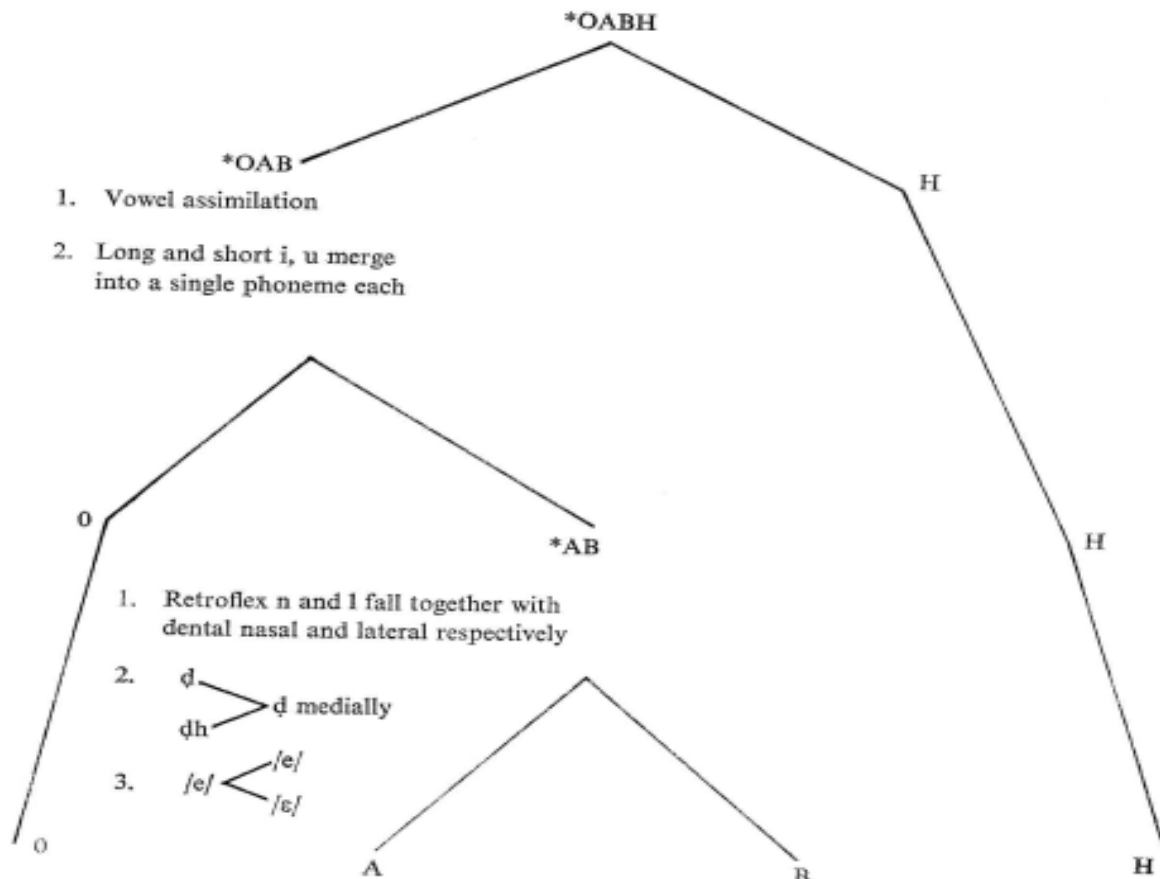 *OABH
*OAB
H
1. Vowel assimilation
2. Long and short i, u merge
into a single phoneme each
O
*AB
H
1. Retroflex n and l fall together with
dental nasal and lateral respectively
2. ḍ
ḍ medially
ḍh
3. /e/ /e/
/ɛ/
O
A
B
H